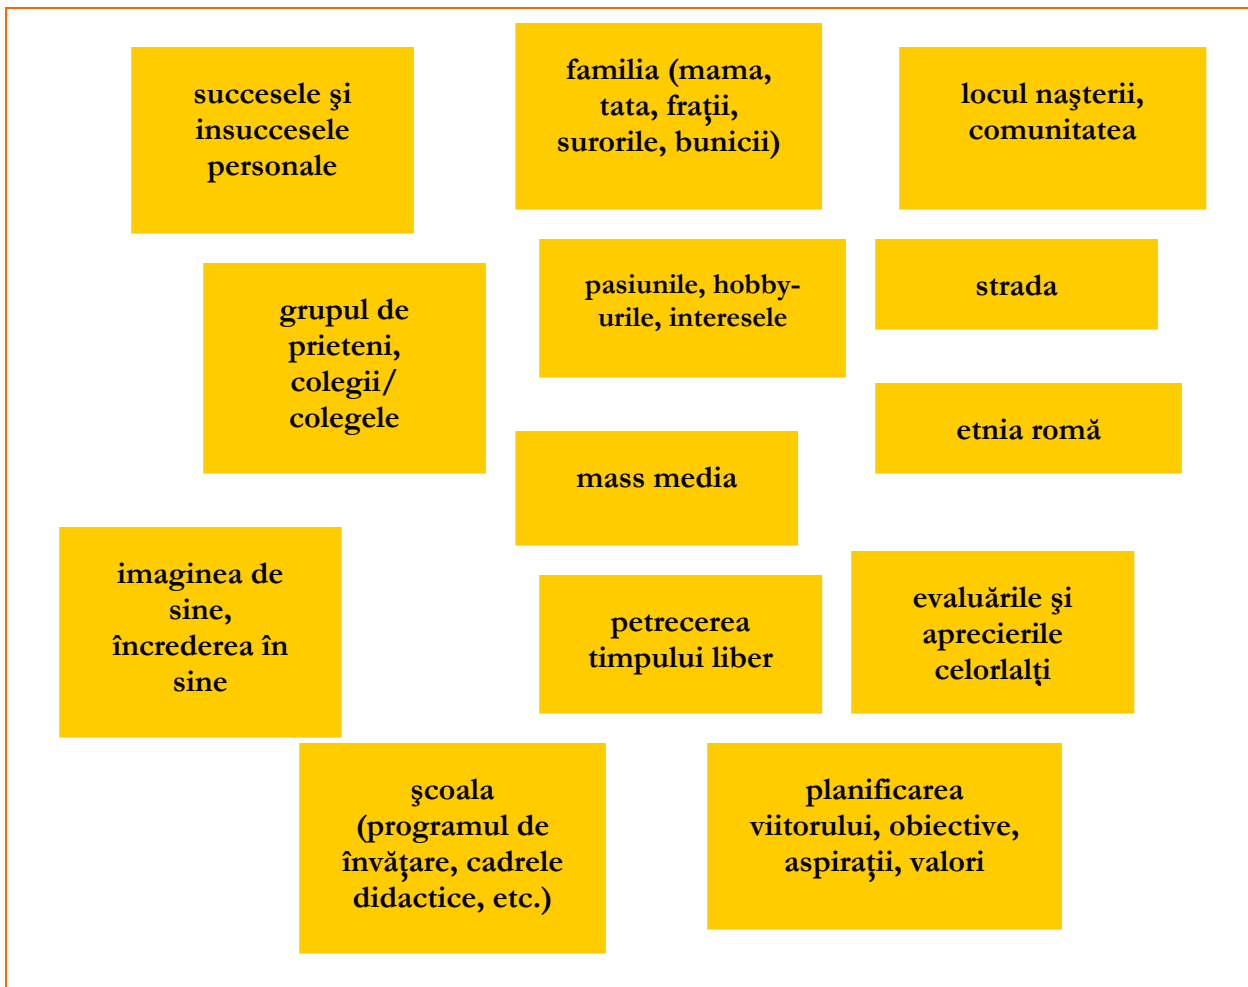 succesele şi
insuccesele
personale
familia (mama,
tata, fraţii,
surorile, bunicii)
locul naşterii,
comunitatea
grupul de
prieteni,
colegii/
colegele
pasiunile, hobby-
urile, interesele
strada
etnia romă
mass media
imaginea de
sine,
încrederea în
sine
petrecerea
timpului liber
evaluările şi
aprecierile
celorlalţi
şcoala
(programul de
învăţare, cadrele
didactice, etc.)
planificarea
viitorului, obiective,
aspiraţii, valori